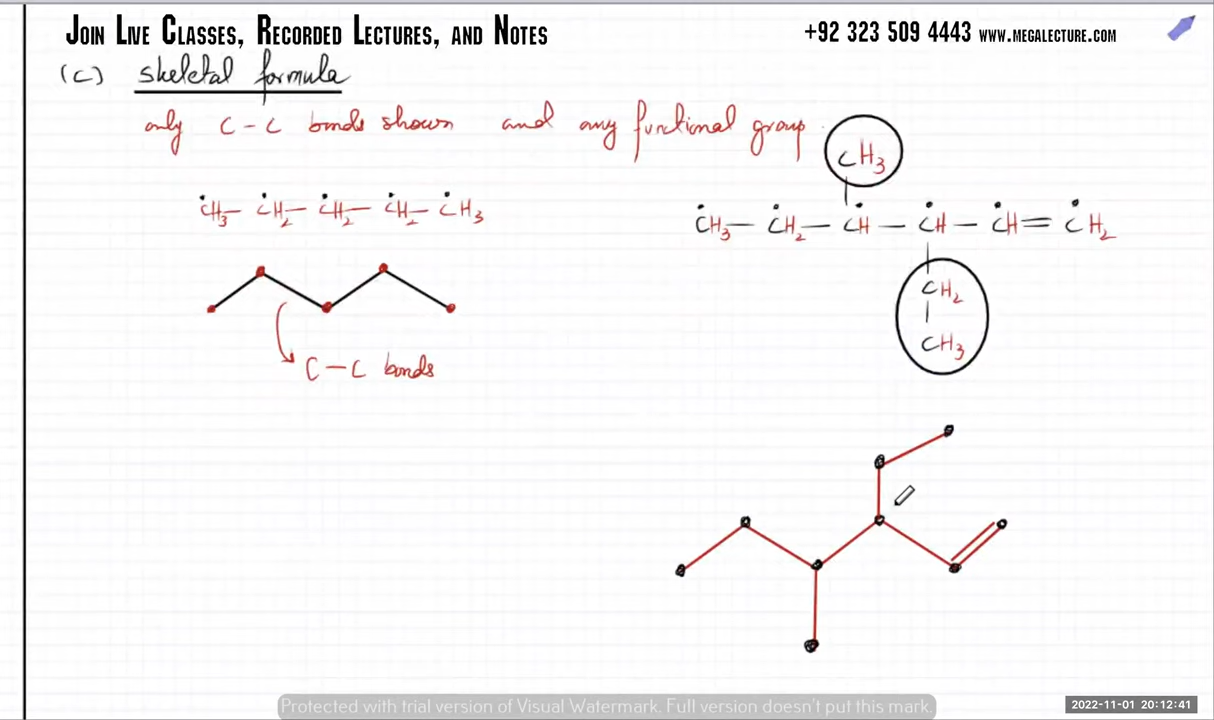 JOIN LIVE CLASSES, RECORDED LECTURES, AND NOTES
+92 323 509 4443 WWW.MEGALECTURE.COM
(c) skeletal formula
only C-C bonds shown and any functional group.
CH3
CH3- CH2- CH2- CH2- CH3
CH3- CH2- CH - CH - CH = CH2
CH2
CH3
C-C bonds
Protected with trial version of Visual Watermark. Full version doesn't put this mark.
2022-11-01 20:12:41